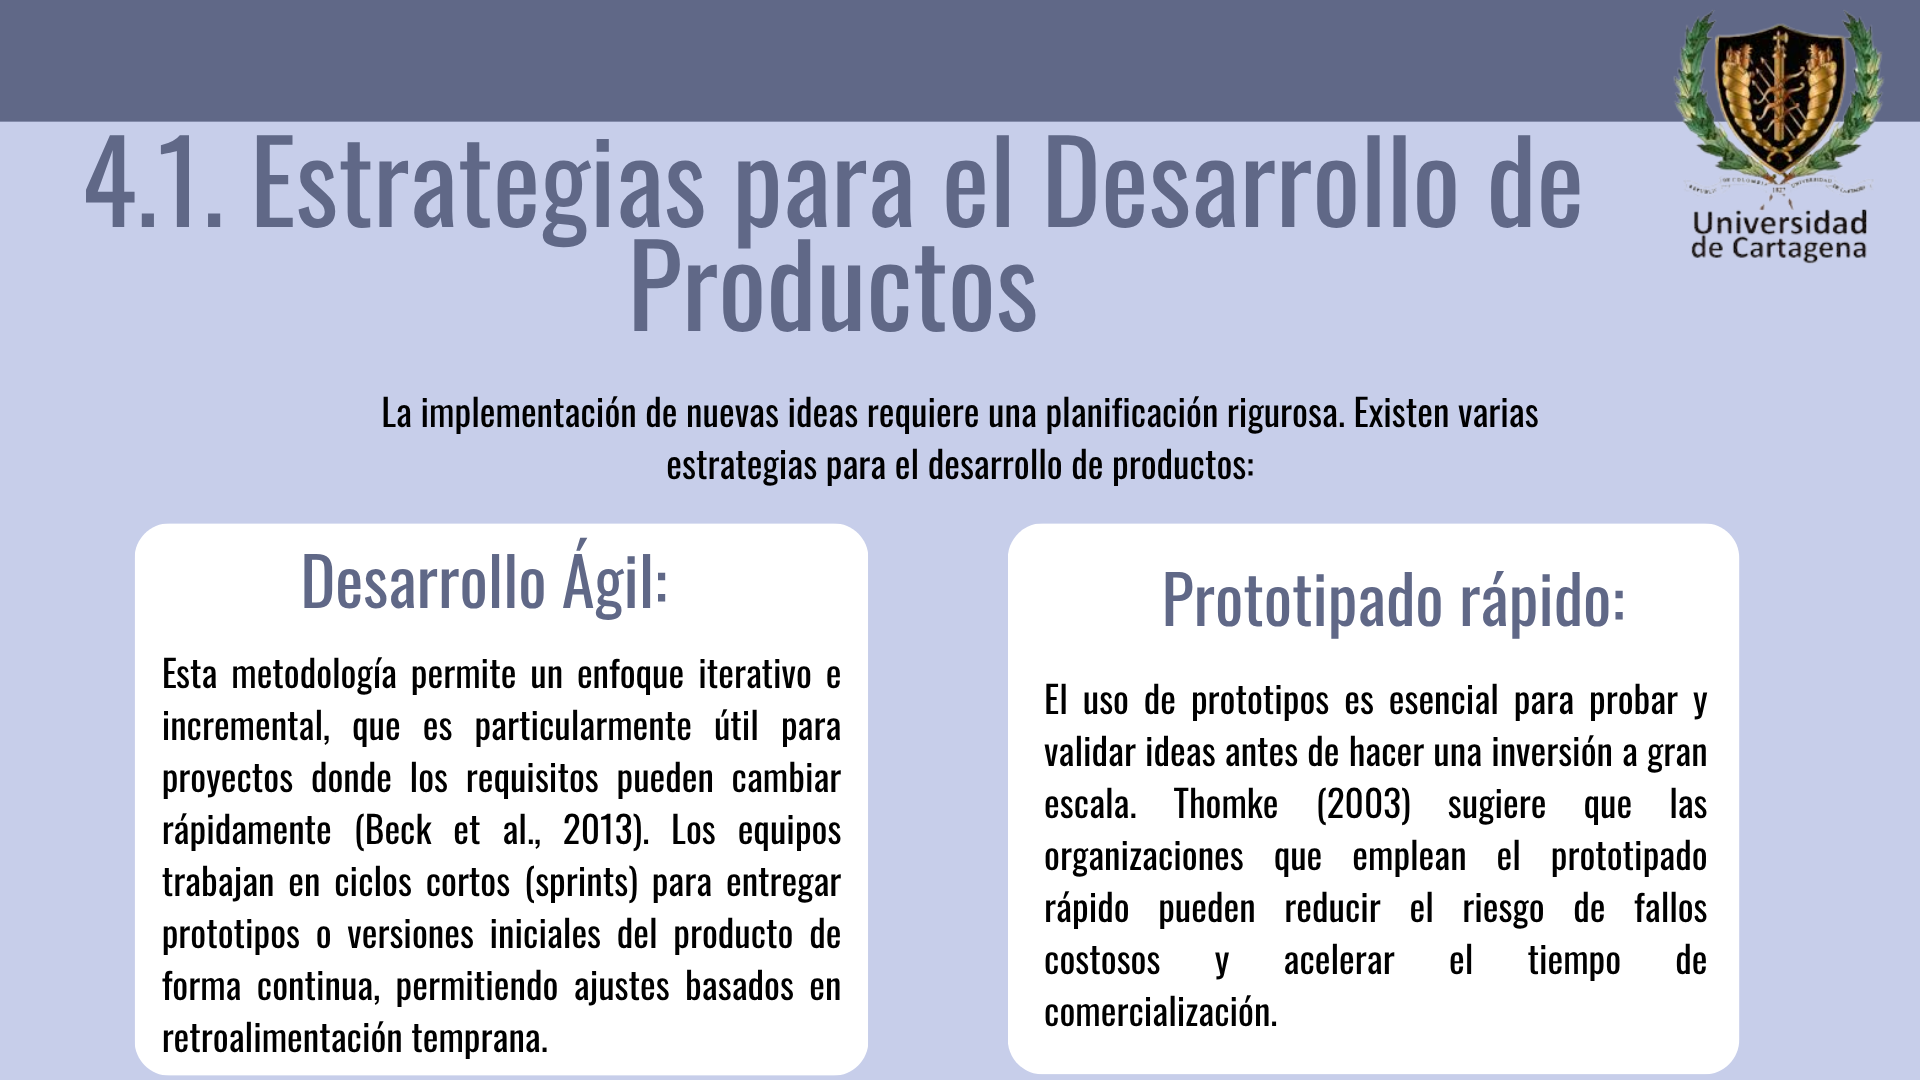 4.1. Estrategias para el Desarrollo de
Productos
Universidad
de Cartagena
La implementación de nuevas ideas requiere una planificación rigurosa. Existen varias
estrategias para el desarrollo de productos:
Desarrollo Ágil:
Esta metodología permite un enfoque iterativo e
incremental, que es particularmente útil para
proyectos donde los requisitos pueden cambiar
rápidamente (Beck et al., 2013). Los equipos
trabajan en ciclos cortos (sprints) para entregar
prototipos o versiones iniciales del producto de
forma continua, permitiendo ajustes basados en
retroalimentación temprana.
Prototipado rápido:
El uso de prototipos es esencial para probar y
validar ideas antes de hacer una inversión a gran
escala. Thomke (2003) sugiere que las
organizaciones que emplean el prototipado
rápido pueden reducir el riesgo de fallos
costosos y acelerar el tiempo de
comercialización.